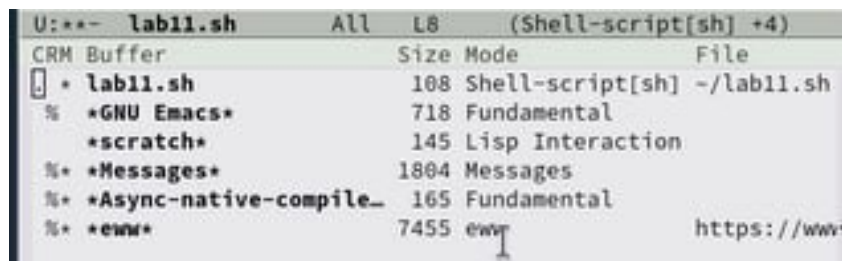 U:**-  lab11.sh      All   L8     (Shell-script[sh] +4)
CRM Buffer                Size Mode             File
. * lab11.sh               108 Shell-script[sh] ~/lab11.sh
 %  *GNU Emacs*            718 Fundamental
    *scratch*              145 Lisp Interaction
 %* *Messages*            1804 Messages
 %* *Async-native-compile…  165 Fundamental
 %* *eww*                 7455 eww              https://www